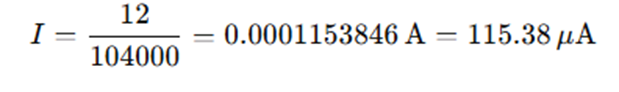 I = 12/104000 = 0.0001153846 A = 115.38 μA